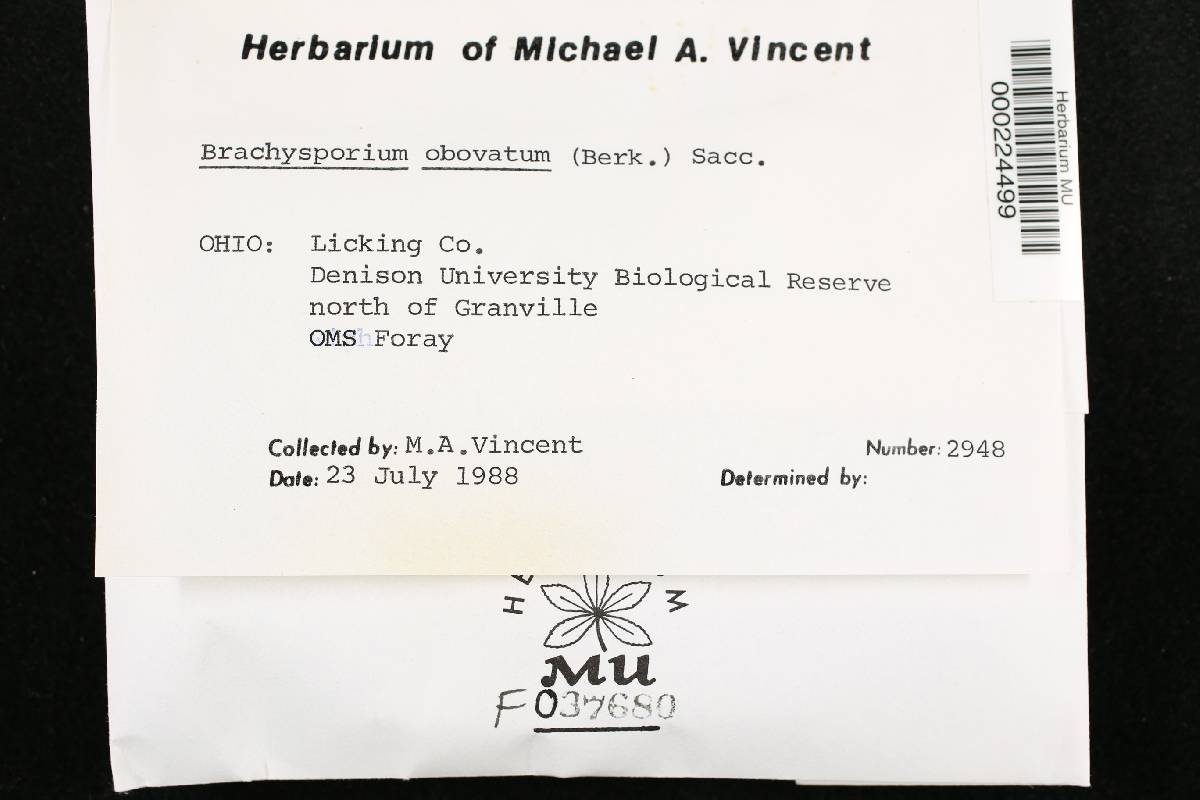 Herbarium of Michael A. Vincent
Brachysporium obovatum (Berk.) Sacc.
OHIO: Licking Co.
Denison University Biological Reserve
north of Granville
OMS Foray
Collected by: M.A.Vincent
Number: 2948
Date: 23 July 1988
Determined by:
Herbarium MU
000224499
MU
F037680